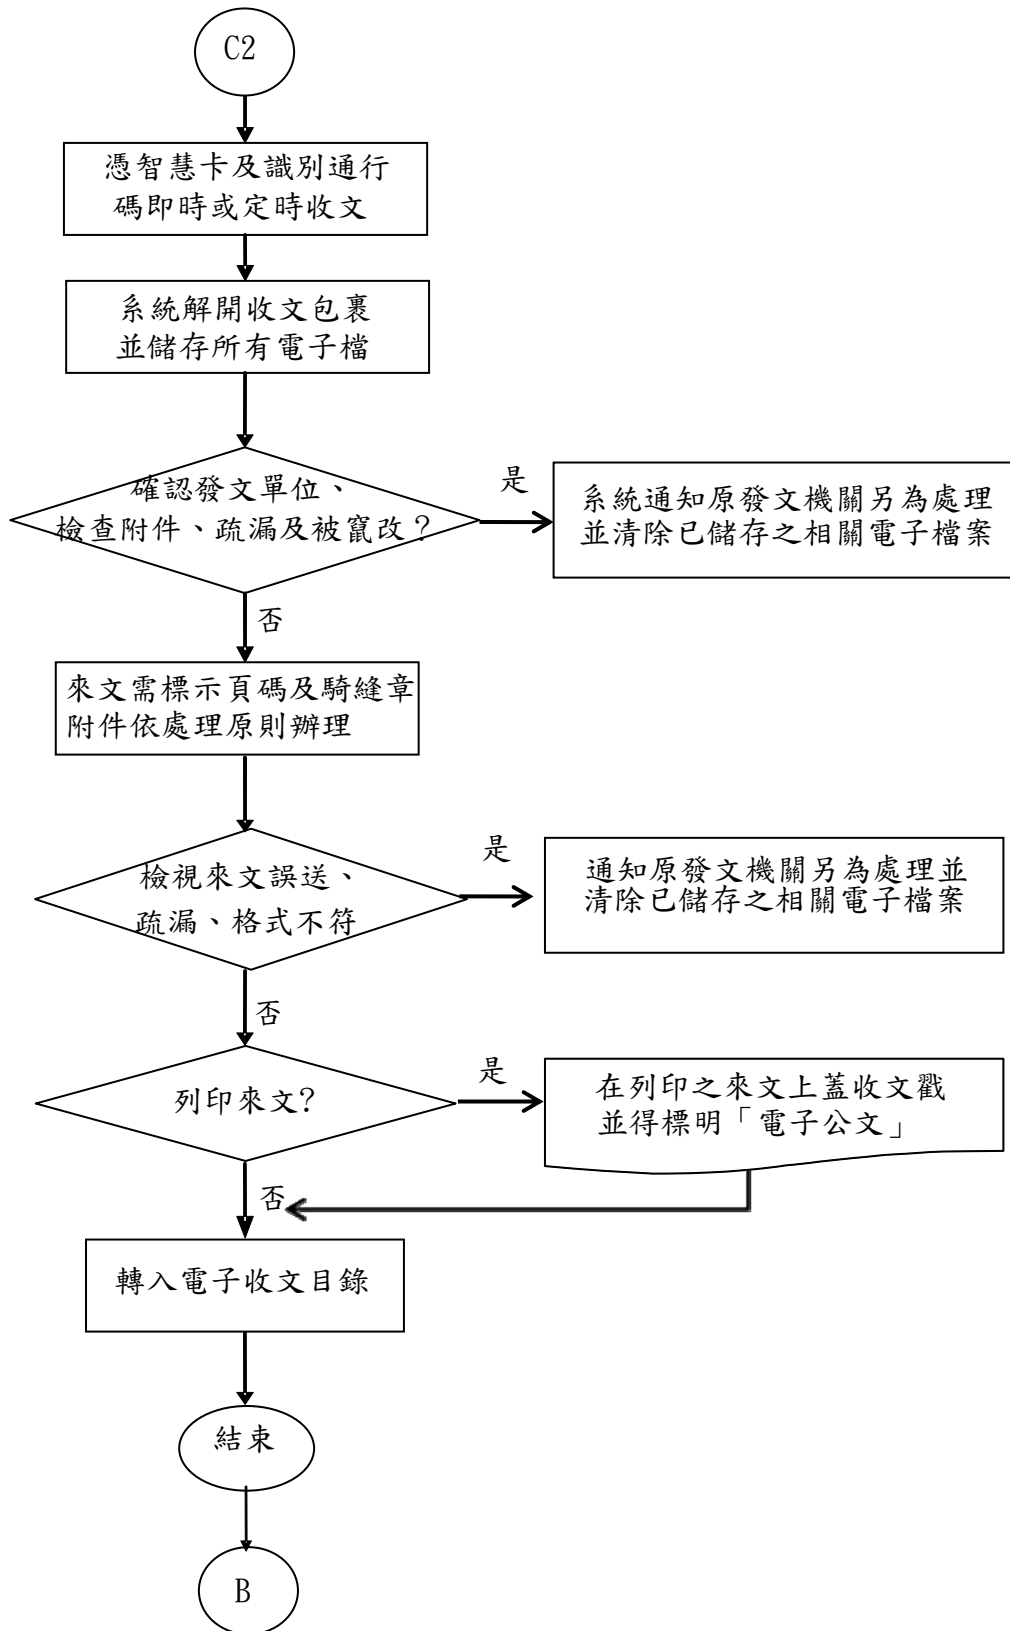 C2
憑智慧卡及識別通行
碼即時或定時收文
系統解開收文包裹
並儲存所有電子檔
確認發文單位、
檢查附件、疏漏及被竄改？
是
系統通知原發文機關另為處理
並清除已儲存之相關電子檔案
否
來文需標示頁碼及騎縫章
附件依處理原則辦理
檢視來文誤送、
疏漏、格式不符
是
通知原發文機關另為處理並
清除已儲存之相關電子檔案
否
列印來文?
是
在列印之來文上蓋收文戳
並得標明「電子公文」
否
轉入電子收文目錄
結束
B